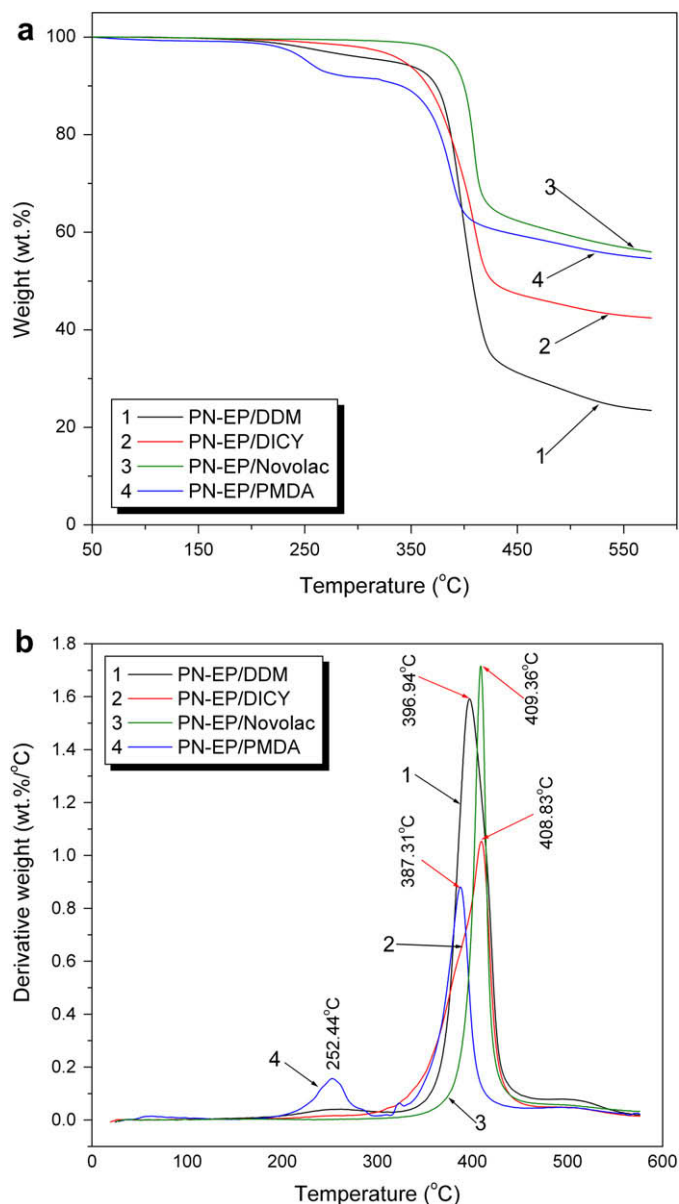 a
100
80
60
40
20
0
Weight (wt.%)
3
4
2
1
1 PN-EP/DDM
2 PN-EP/DICY
3 PN-EP/Novolac
4 PN-EP/PMDA
50 150 250 350 450 550
Temperature (°C)
b
1.8
1.6
1.4
1.2
1.0
0.8
0.6
0.4
0.2
0.0
Derivative weight (wt.%/°C)
1 PN-EP/DDM
2 PN-EP/DICY
3 PN-EP/Novolac
4 PN-EP/PMDA
396.94°C
409.36°C
1
387.31°C
408.83°C
2
252.44°C
4
3
0 100 200 300 400 500 600
Temperature (°C)